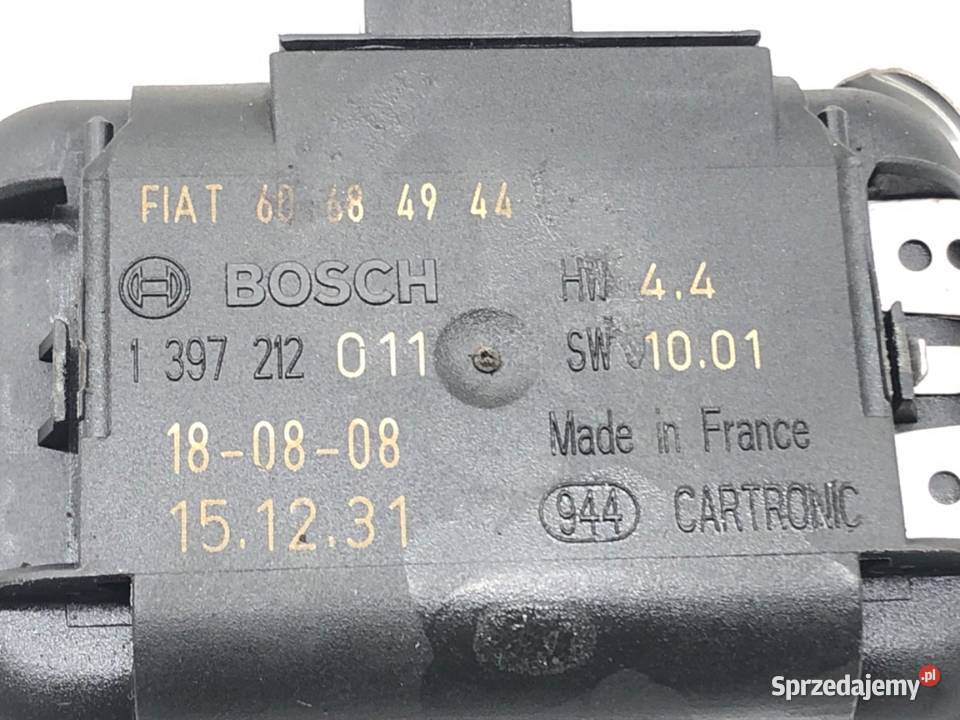 FIAT 60 68 49 44
BOSCH
1 397 212 011
18-08-08
15.12.31
HW 4.4
SW 10.01
Made in France
944 CARTRONIC
Sprzedajemy.pl